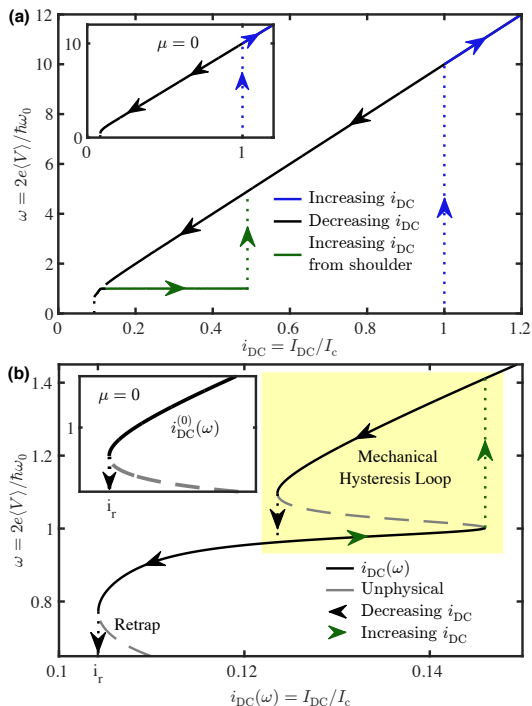 (a)
12
10
8
6
4
2
0
ω = 2e⟨V⟩/ℏω₀
10
0
μ = 0
0
1
Increasing i_DC
Decreasing i_DC
Increasing i_DC
from shoulder
0
0.2
0.4
0.6
0.8
1.0
1.2
i_DC = I_DC/I_c
(b)
1.4
1.2
1
0.8
ω = 2e⟨V⟩/ℏω₀
μ = 0
1
i_DC^(0)(ω)
i_r
Mechanical
Hysteresis Loop
Retrap
i_DC(ω)
Unphysical
Decreasing i_DC
Increasing i_DC
0.1
i_r
0.12
0.14
i_DC(ω) = I_DC/I_c